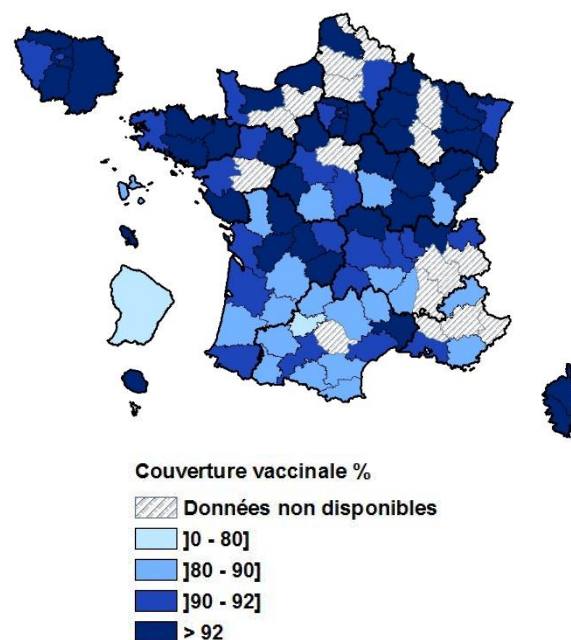 Couverture vaccinale %
Données non disponibles
]0 - 80]
]80 - 90]
]90 - 92]
> 92